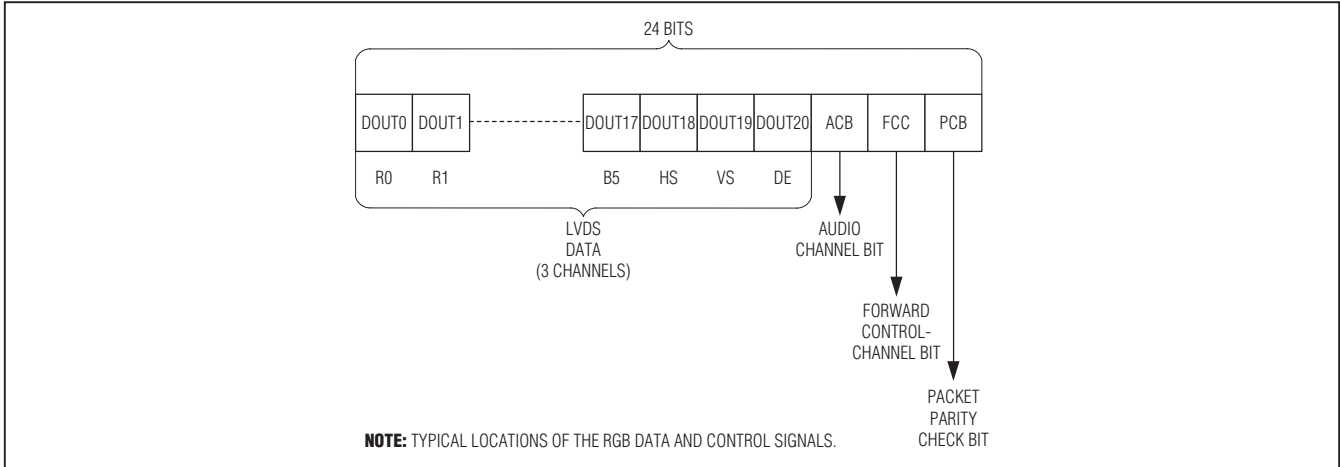 24 BITS
DOUT0 DOUT1 DOUT17 DOUT18 DOUT19 DOUT20 ACB FCC PCB
R0 R1 B5 HS VS DE
LVDS
DATA
(3 CHANNELS)
AUDIO
CHANNEL BIT
FORWARD
CONTROL-
CHANNEL BIT
PACKET
PARITY
CHECK BIT
NOTE: TYPICAL LOCATIONS OF THE RGB DATA AND CONTROL SIGNALS.